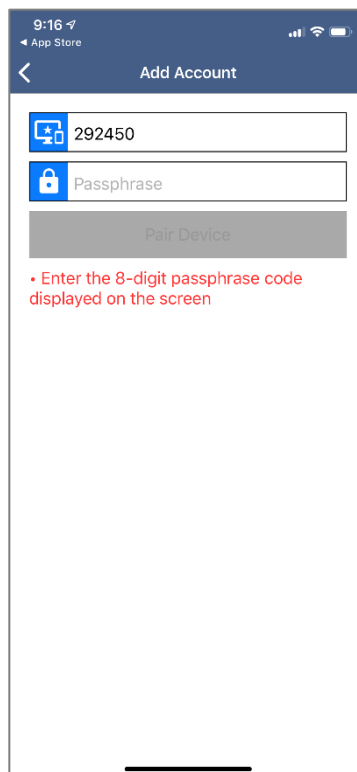 9:16
◀ App Store
Add Account
292450
Passphrase
Pair Device
• Enter the 8-digit passphrase code
displayed on the screen